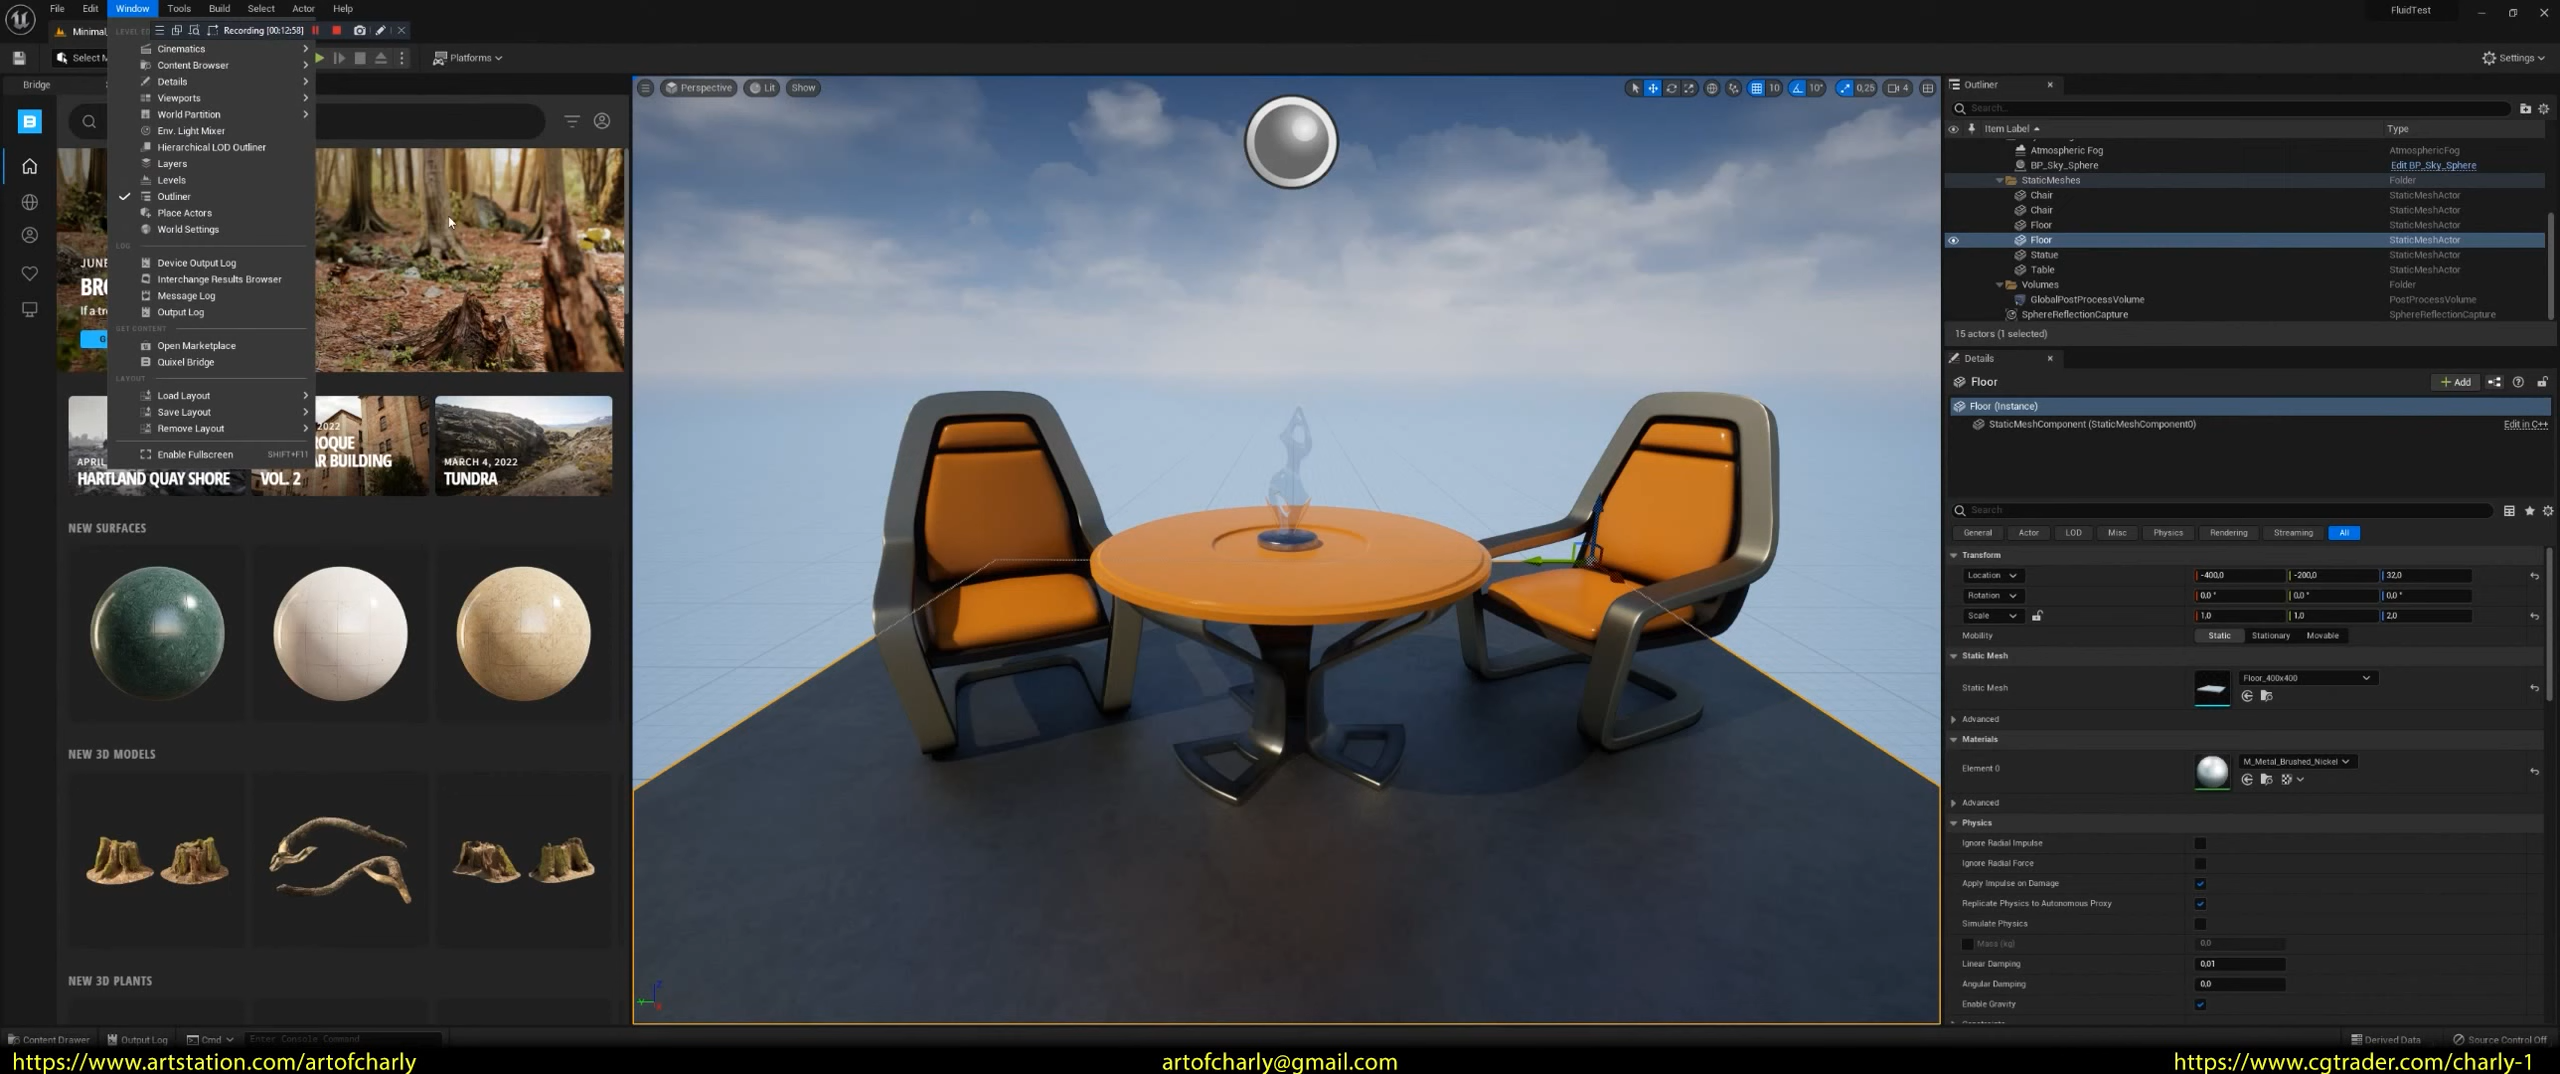 File Edit Window Tools Build Select Actor Help
FluidTest
Minimal_
Recording [00:12:58]
Select M
Platforms
Settings
LEVEL ED
Cinematics
Content Browser
Details
Viewports
World Partition
Env. Light Mixer
Hierarchical LOD Outliner
Layers
Levels
Outliner
Place Actors
World Settings
LOG
Device Output Log
Interchange Results Browser
Message Log
Output Log
GET CONTENT
Open Marketplace
Quixel Bridge
LAYOUT
Load Layout
Save Layout
Remove Layout
Enable Fullscreen SHIFT+F11
Bridge
JUNE
BRO
If a tr
G
APRIL
HARTLAND QUAY SHORE
2022
ROQUE
R BUILDING
VOL. 2
MARCH 4, 2022
TUNDRA
NEW SURFACES
NEW 3D MODELS
NEW 3D PLANTS
Perspective Lit Show
10 10° 0,25 4
Outliner
Search...
Item Label Type
Atmospheric Fog AtmosphericFog
BP_Sky_Sphere Edit BP_Sky_Sphere
StaticMeshes Folder
Chair StaticMeshActor
Chair StaticMeshActor
Floor StaticMeshActor
Floor StaticMeshActor
Statue StaticMeshActor
Table StaticMeshActor
Volumes Folder
GlobalPostProcessVolume PostProcessVolume
SphereReflectionCapture SphereReflectionCapture
15 actors (1 selected)
Details
Floor
+ Add
Floor (Instance)
StaticMeshComponent (StaticMeshComponent0) Edit in C++
Search
General Actor LOD Misc Physics Rendering Streaming All
Transform
Location -400,0 -200,0 32,0
Rotation 0,0 ° 0,0 ° 0,0 °
Scale 1,0 1,0 2,0
Mobility Static Stationary Movable
Static Mesh
Static Mesh Floor_400x400
Advanced
Materials
Element 0 M_Metal_Brushed_Nickel
Advanced
Physics
Ignore Radial Impulse
Ignore Radial Force
Apply Impulse on Damage
Replicate Physics to Autonomous Proxy
Simulate Physics
Mass (kg) 0,0
Linear Damping 0,01
Angular Damping 0,0
Enable Gravity
Content Drawer Output Log Cmd Enter Console Command
Derived Data Source Control Off
https://www.artstation.com/artofcharly
artofcharly@gmail.com
https://www.cgtrader.com/charly-1